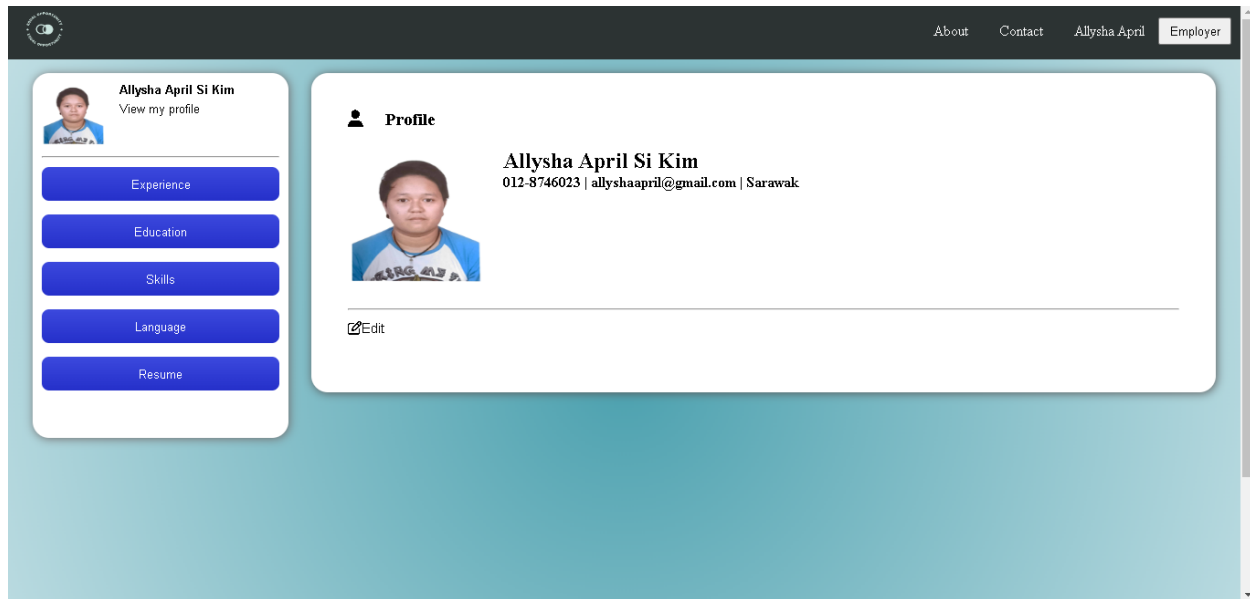 About Contact Allysha April Employer
Allysha April Si Kim
View my profile
Experience
Education
Skills
Language
Resume
Profile
Allysha April Si Kim
012-8746023 | allyshaapril@gmail.com | Sarawak
Edit